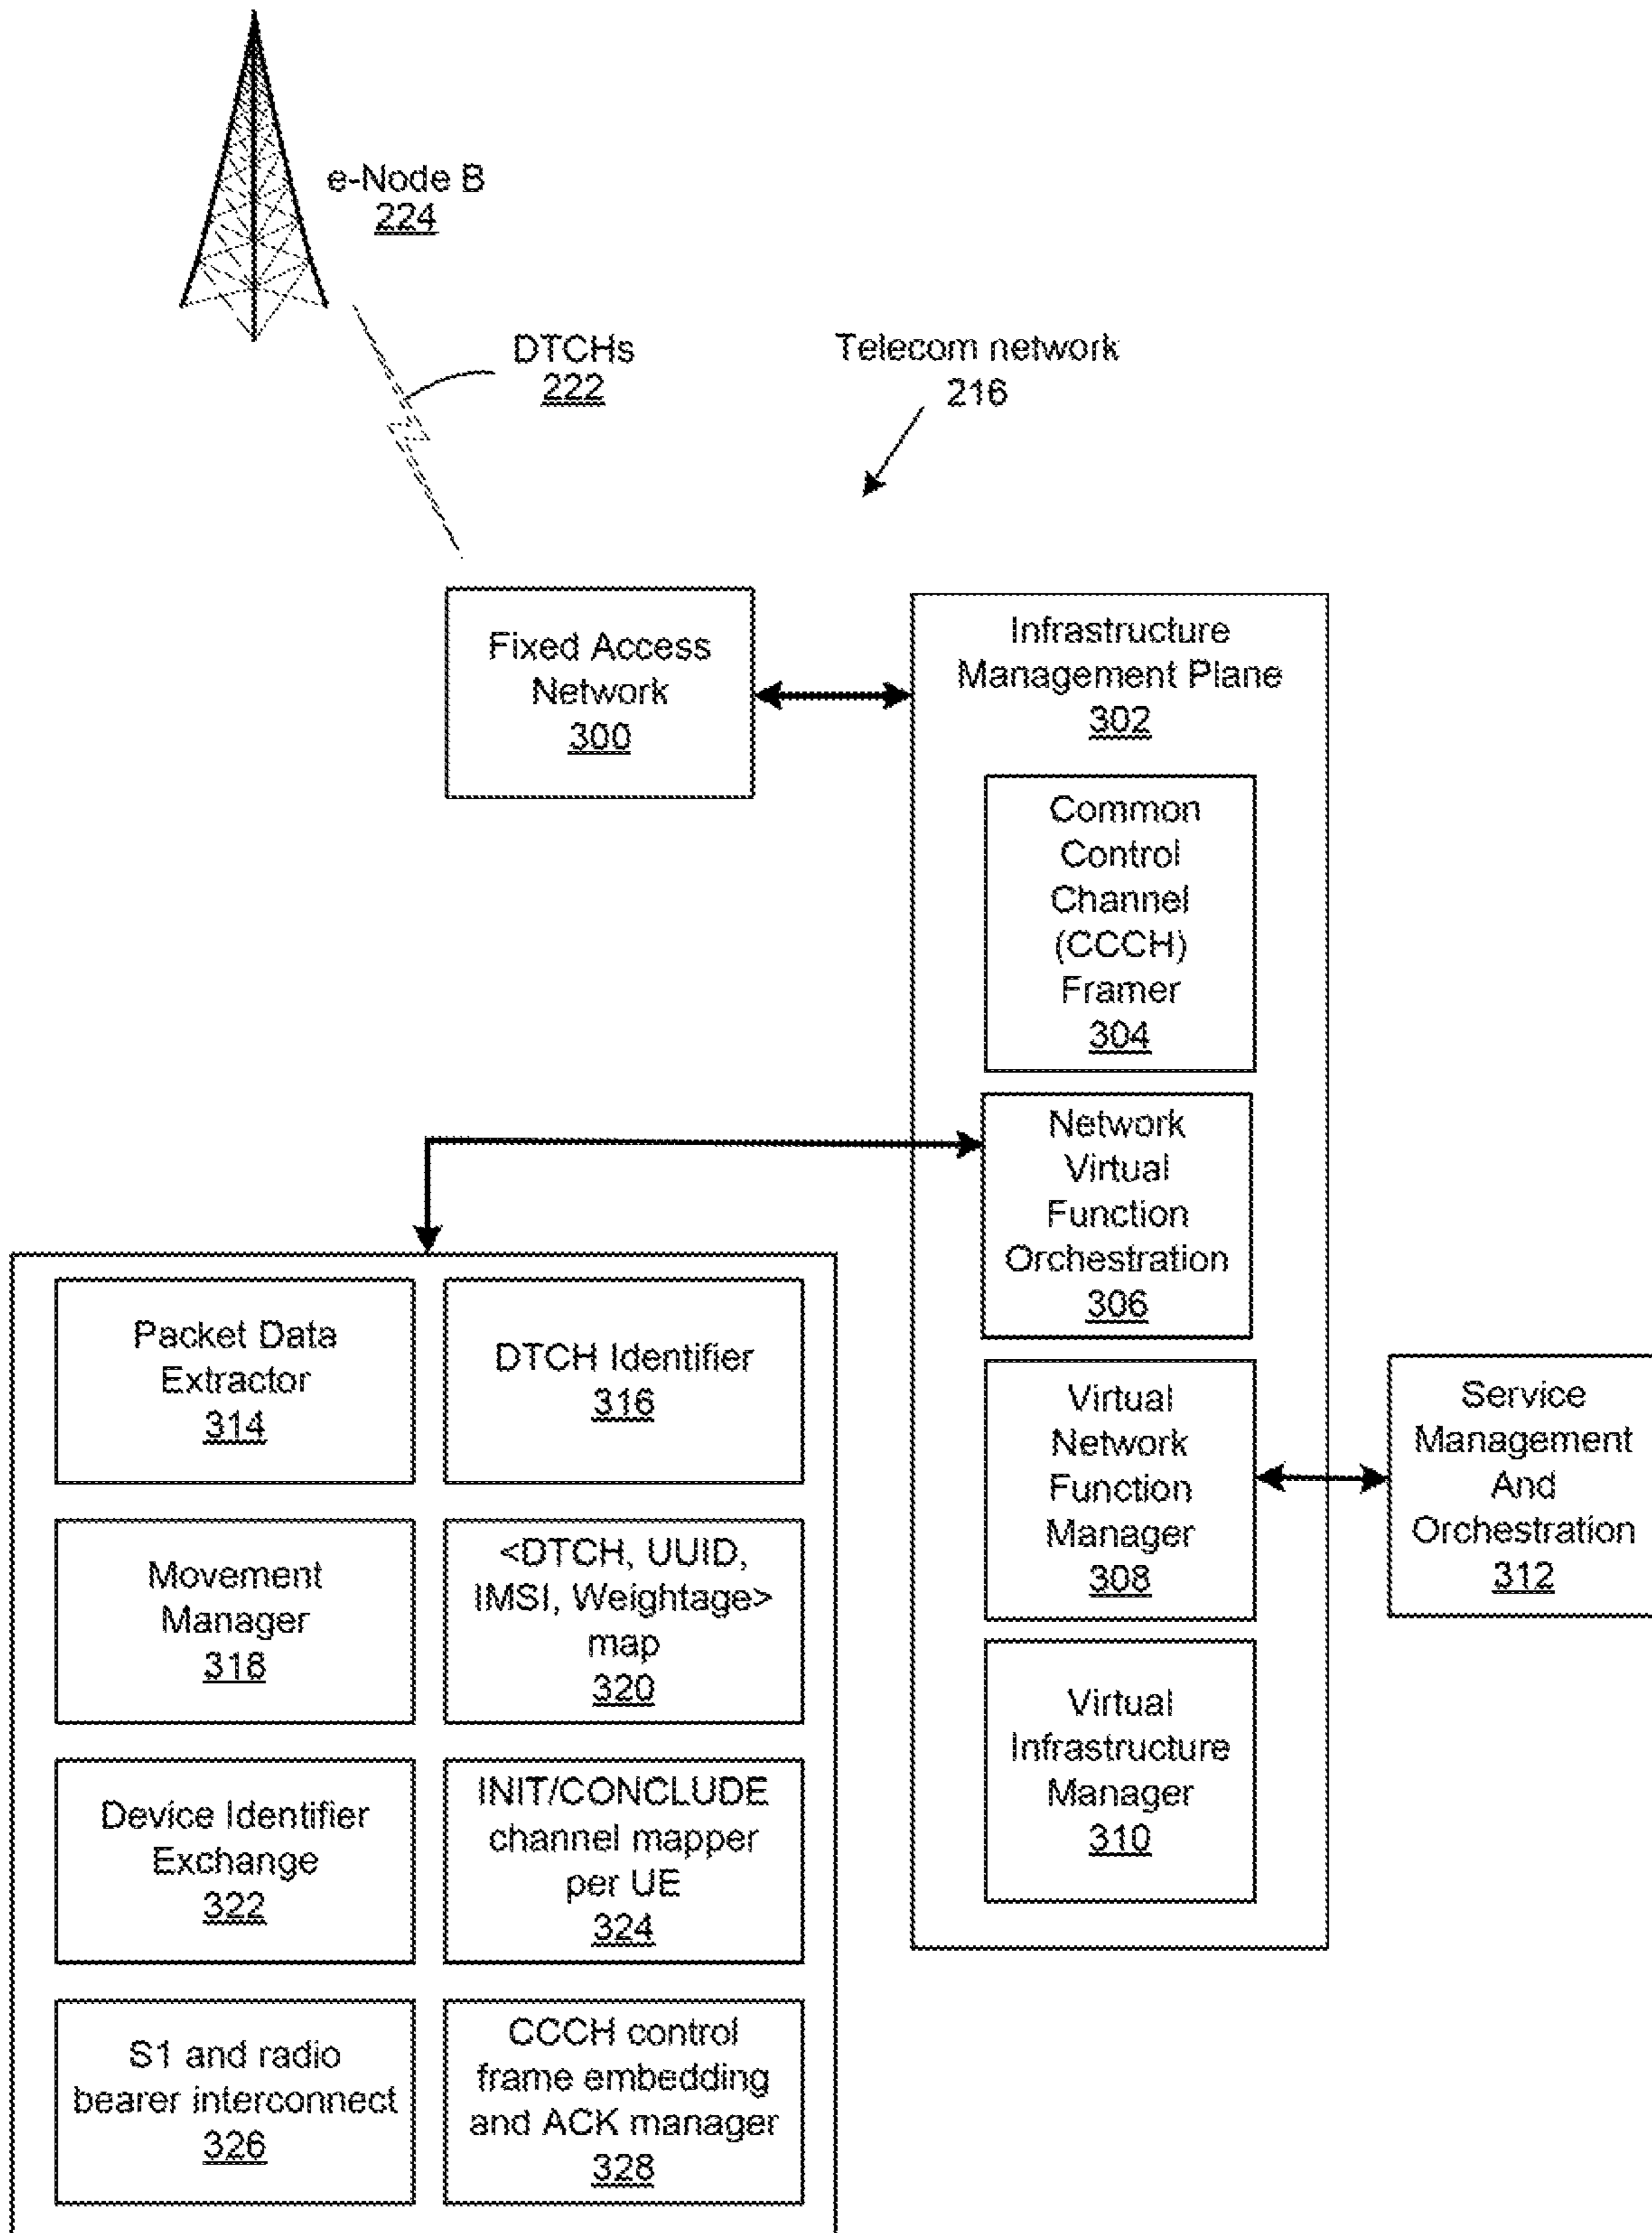 e-Node B
224
DTCHs
222
Telecom network
216
Fixed Access
Network
300
Infrastructure
Management Plane
302
Common
Control
Channel
(CCCH)
Framer
304
Network
Virtual
Function
Orchestration
306
Virtual
Network
Function
Manager
308
Virtual
Infrastructure
Manager
310
Service
Management
And
Orchestration
312
Packet Data
Extractor
314
DTCH Identifier
316
Movement
Manager
318
<DTCH, UUID,
IMSI, Weightage>
map
320
Device Identifier
Exchange
322
INIT/CONCLUDE
channel mapper
per UE
324
S1 and radio
bearer interconnect
326
CCCH control
frame embedding
and ACK manager
328